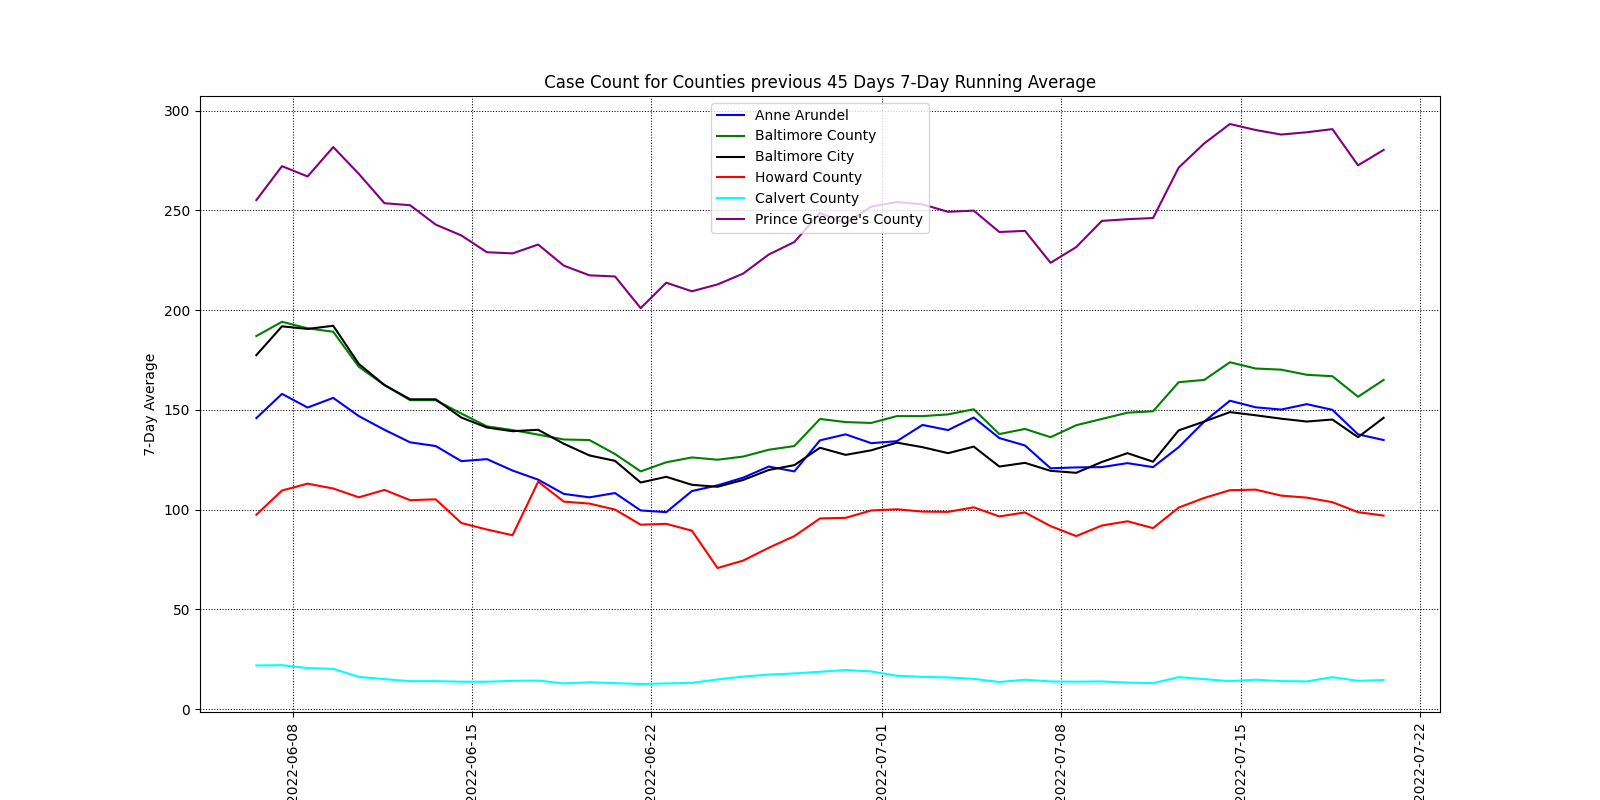 Case Count for Counties previous 45 Days 7-Day Running Average
Anne Arundel
Baltimore County
Baltimore City
Howard County
Calvert County
Prince Greorge's County
7-Day Average
300
250
200
150
100
50
0
2022-06-08
2022-06-15
2022-06-22
2022-07-01
2022-07-08
2022-07-15
2022-07-22